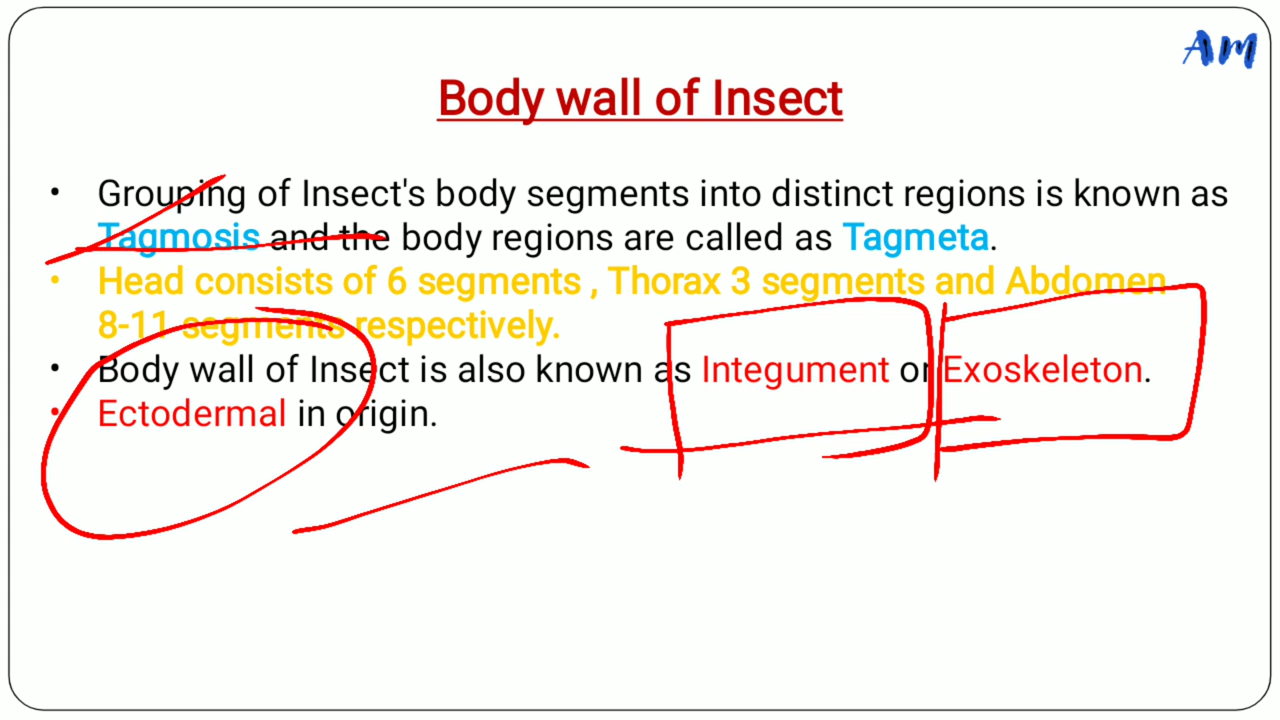 AM
Body wall of Insect
• Grouping of Insect's body segments into distinct regions is known as
Tagmosis and the body regions are called as Tagmeta.
• Head consists of 6 segments , Thorax 3 segments and Abdomen
8-11 segments respectively.
• Body wall of Insect is also known as Integument or Exoskeleton.
• Ectodermal in origin.